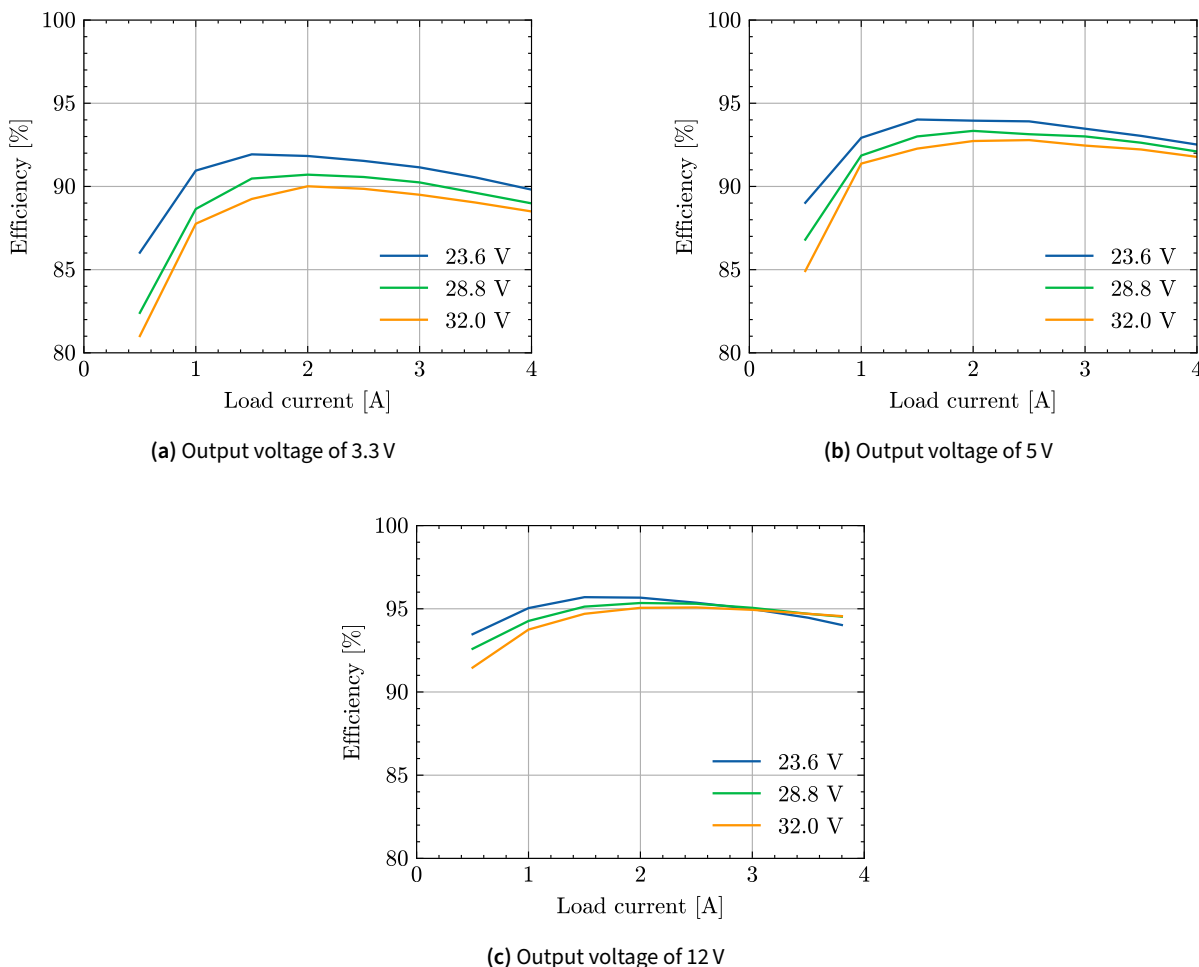 100
95
90
85
80
Efficiency [%]
23.6 V
28.8 V
32.0 V
0 1 2 3 4
Load current [A]
(a) Output voltage of 3.3 V
100
95
90
85
80
Efficiency [%]
23.6 V
28.8 V
32.0 V
0 1 2 3 4
Load current [A]
(b) Output voltage of 5 V
100
95
90
85
80
Efficiency [%]
23.6 V
28.8 V
32.0 V
0 1 2 3 4
Load current [A]
(c) Output voltage of 12 V